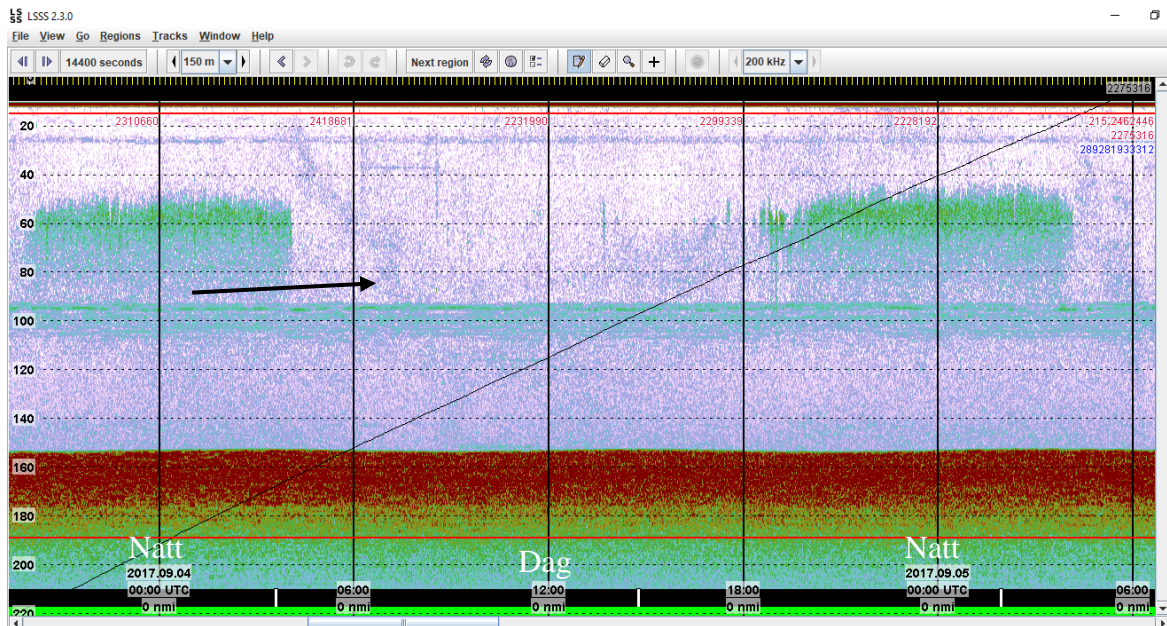 LSSS LSSS 2.3.0
File View Go Regions Tracks Window Help
14400 seconds 150 m Next region 200 kHz
2275316
2310660 2418681 2231990 2299339 2228192
2275316
20
40
60
80
100
120
140
160
180
200
220
Natt Dag Natt
2017.09.04 2017.09.05
00:00 UTC 06:00 12:00 18:00 00:00 UTC 06:00
0 nmi 0 nmi 0 nmi 0 nmi 0 nmi 0 nmi